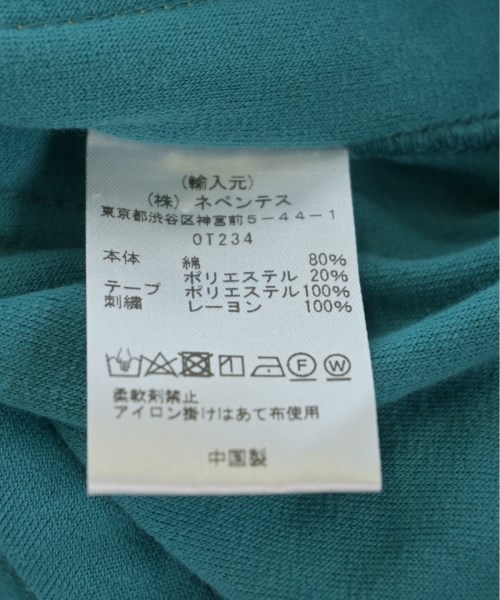 (輸入元)
(株) ネペンテス
東京都渋谷区神宮前5-44-1
OT234
本体 綿 80%
ポリエステル 20%
テープ ポリエステル 100%
刺繍 レーヨン 100%
F W
柔軟剤禁止
アイロン掛けはあて布使用
中国製